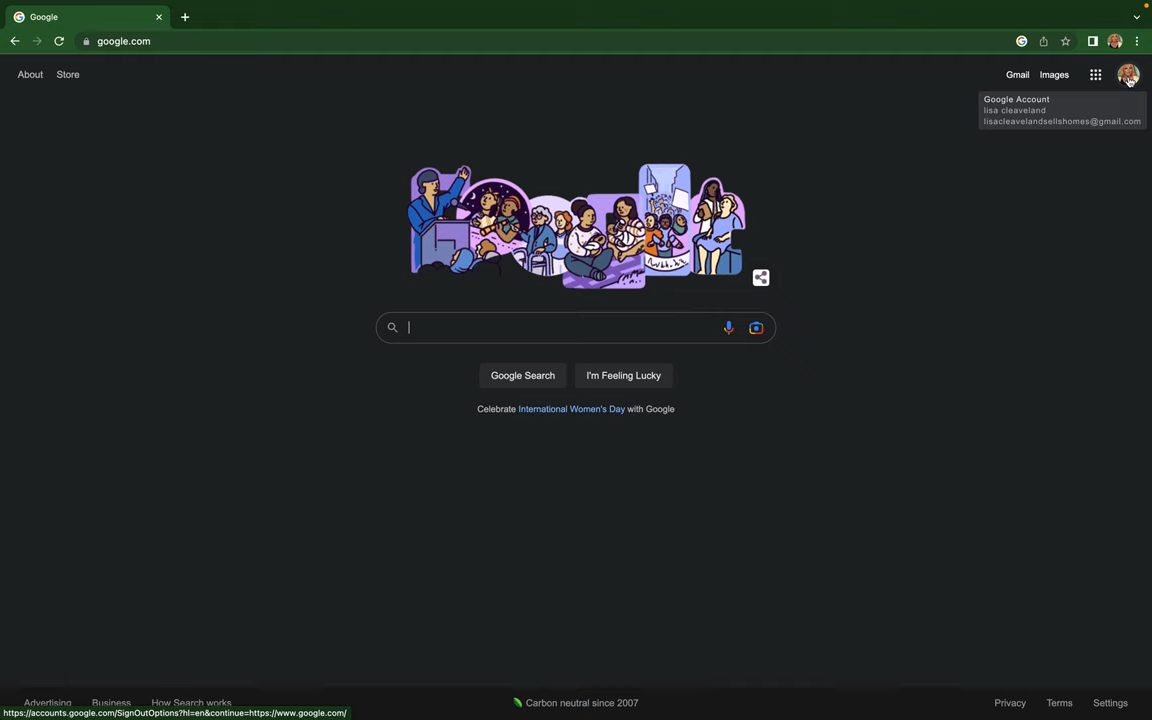 Google
google.com
About
Store
Gmail
Images
Google Account
lisa cleaveland
lisacleavelandsellshomes@gmail.com
Google Search
I'm Feeling Lucky
Celebrate International Women's Day with Google
Advertising
Business
How Search works
Carbon neutral since 2007
Privacy
Terms
Settings
https://accounts.google.com/SignOutOptions?hl=en&continue=https://www.google.com/